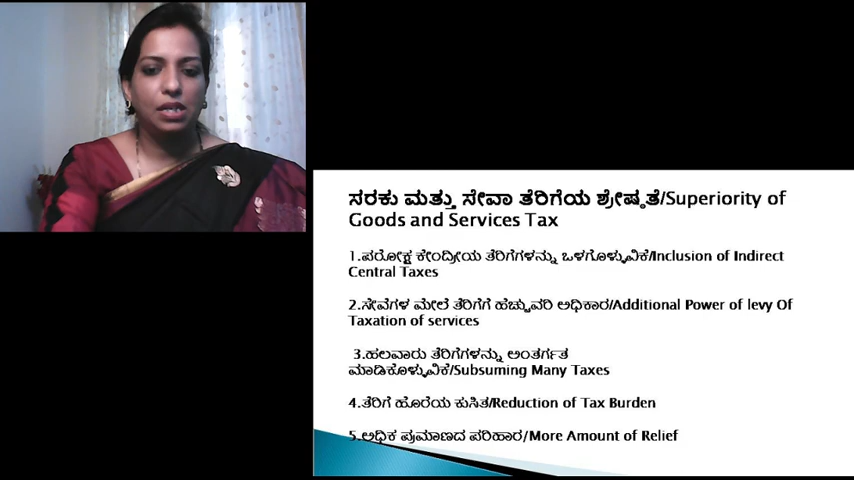 ಸರಕು ಮತ್ತು ಸೇವಾ ತೆರಿಗೆಯ ಶ್ರೇಷ್ಠತೆ/Superiority of
Goods and Services Tax
1.ಪರೋಕ್ಷ ಕೇಂದ್ರೀಯ ತೆರಿಗೆಗಳನ್ನು ಒಳಗೊಳ್ಳುವಿಕೆ/Inclusion of Indirect
Central Taxes
2.ಸೇವೆಗಳ ಮೇಲೆ ತೆರಿಗೆಗೆ ಹೆಚ್ಚುವರಿ ಅಧಿಕಾರ/Additional Power of levy Of
Taxation of services
3.ಹಲವಾರು ತೆರಿಗೆಗಳನ್ನು ಅಂತರ್ಗತ
ಮಾಡಿಕೊಳ್ಳುವಿಕೆ/Subsuming Many Taxes
4.ತೆರಿಗೆ ಹೊರೆಯ ಕುಸಿತ/Reduction of Tax Burden
5.ಅಧಿಕ ಪ್ರಮಾಣದ ಪರಿಹಾರ/More Amount of Relief